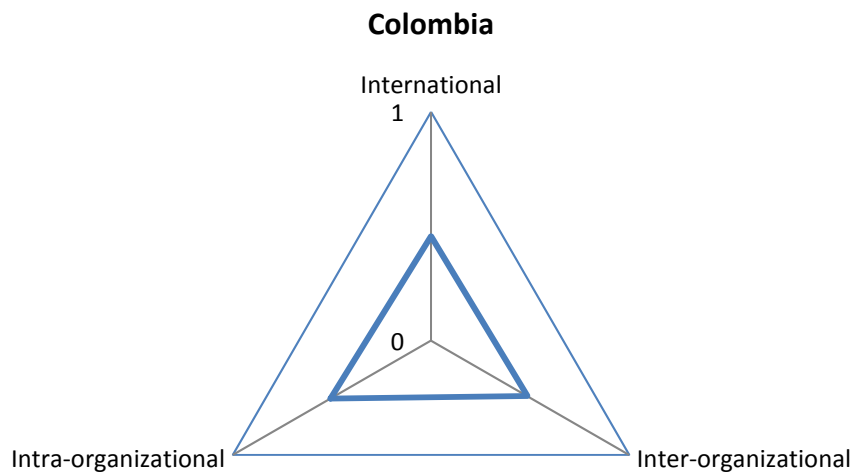 Colombia
International
1
0
Intra-organizational
Inter-organizational